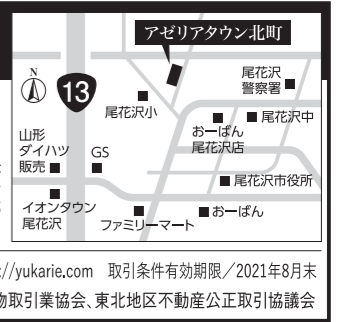 アゼリアタウン北町
N
13
尾花沢
警察署
尾花沢小
尾花沢中
おーばん
尾花沢店
山形
ダイハツ
販売
GS
尾花沢市役所
イオンタウン
尾花沢
ファミリーマート
おーばん
://yukarie.com 取引条件有効期限／2021年8月末
物取引業協会、東北地区不動産公正取引協議会